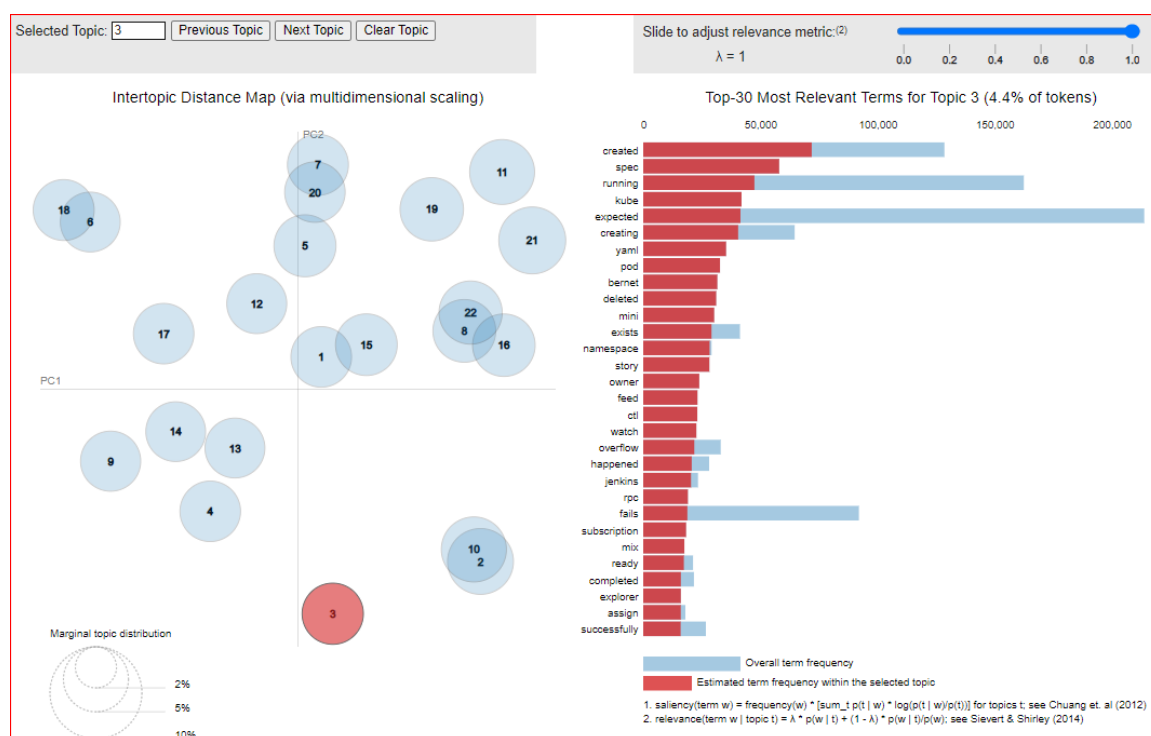 Selected Topic: 3 Previous Topic Next Topic Clear Topic
Slide to adjust relevance metric:(2)
λ = 1
0.0 0.2 0.4 0.6 0.8 1.0
Intertopic Distance Map (via multidimensional scaling)
PC2
PC1
7
20
11
19
18
6
5
21
12
17
22
8
16
1
15
14
13
9
4
10
2
3
Marginal topic distribution
2%
5%
10%
Top-30 Most Relevant Terms for Topic 3 (4.4% of tokens)
0 50,000 100,000 150,000 200,000
created
spec
running
kube
expected
creating
yaml
pod
bernet
deleted
mini
exists
namespace
story
owner
feed
ctl
watch
overflow
happened
jenkins
rpc
fails
subscription
mix
ready
completed
explorer
assign
successfully
Overall term frequency
Estimated term frequency within the selected topic
1. saliency(term w) = frequency(w) * [sum_t p(t | w) * log(p(t | w)/p(t))] for topics t; see Chuang et. al (2012)
2. relevance(term w | topic t) = λ * p(w | t) + (1 - λ) * p(w | t)/p(w); see Sievert & Shirley (2014)